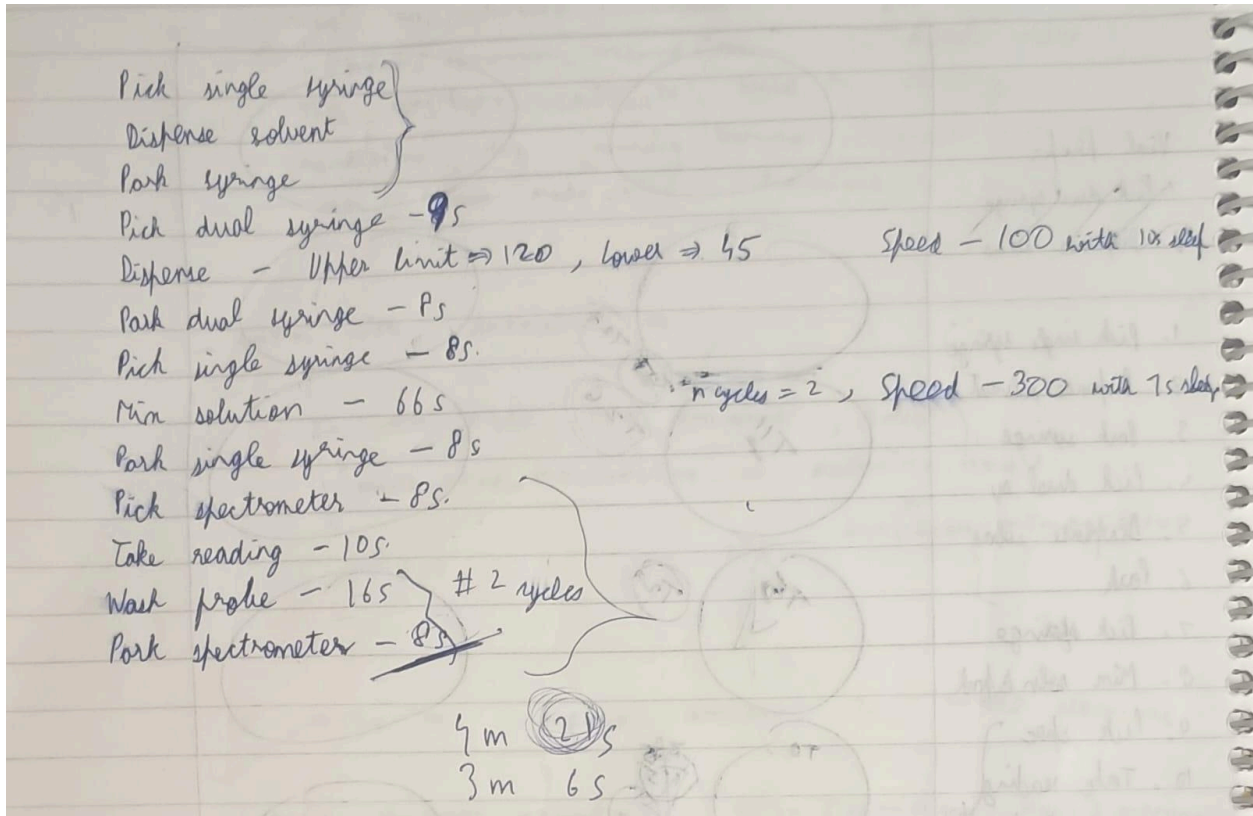 Pick single syringe
Dispense solvent
Park syringe
Pick dual syringe - 9s
Dispense - Upper limit ⇒ 120 , lower ⇒ 45 Speed - 100 with 10s sleep
Park dual syringe - 8s
Pick single syringe - 8s.
n cycles = 2 , Speed - 300 with 7s sleep
Mix solution - 66s
Park single syringe - 8s
Pick spectrometer - 8s.
Take reading - 10s.
Wash probe - 16s # 2 cycles
Park spectrometer - 8s
4 m 21s
3 m 6s